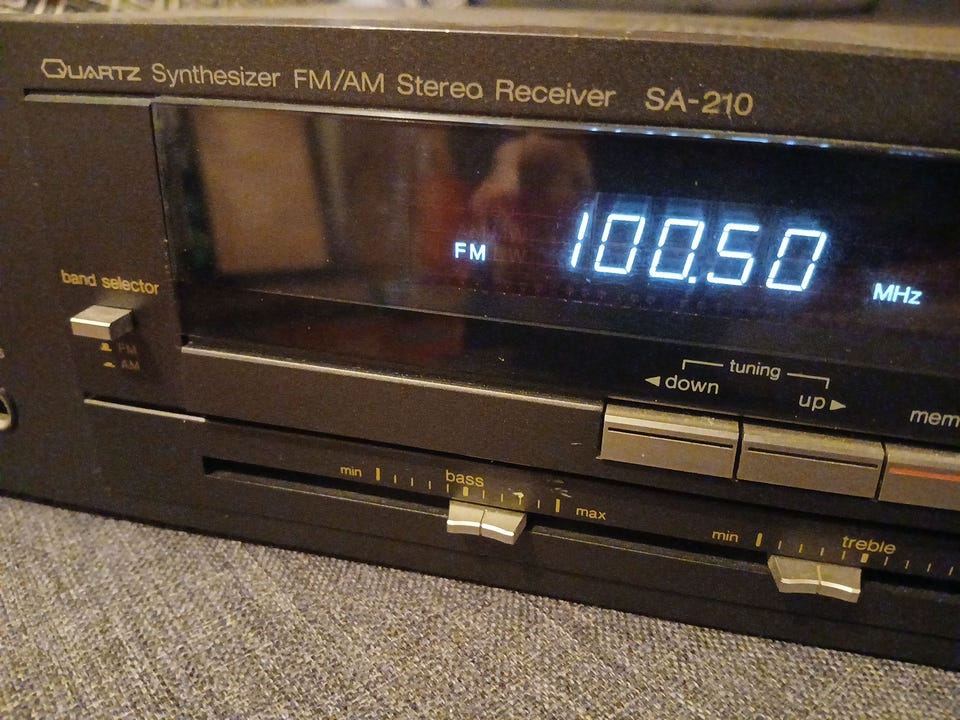 QUARTZ Synthesizer FM/AM Stereo Receiver SA-210
FM 100.50 MHz
band selector
FM
AM
tuning
◄ down up ►
mem
min bass max
min treble